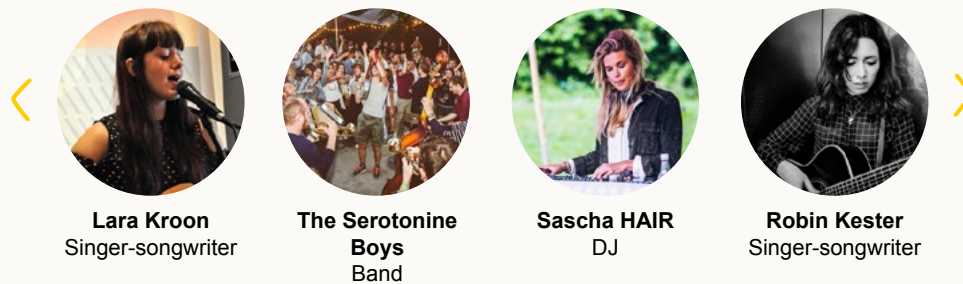 Lara Kroon
Singer-songwriter
The Serotonine
Boys
Band
Sascha HAIR
DJ
Robin Kester
Singer-songwriter